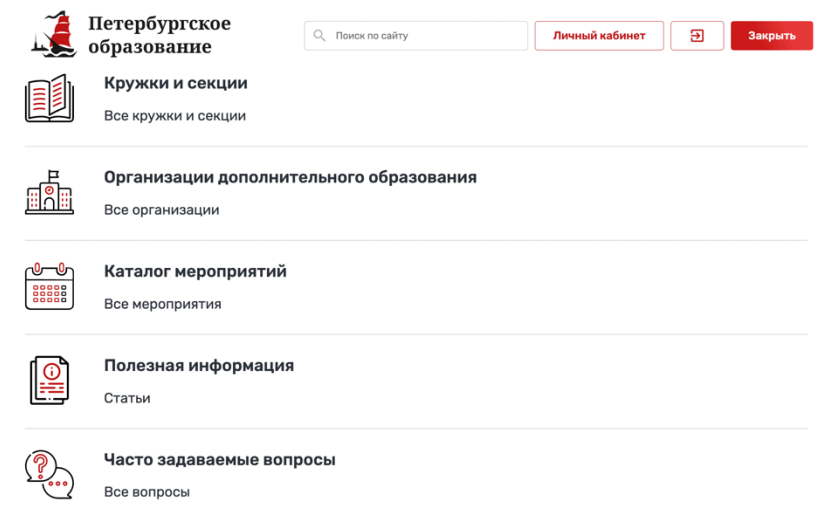 Петербургское
образование
Поиск по сайту
Личный кабинет
Закрыть
Кружки и секции
Все кружки и секции
Организации дополнительного образования
Все организации
Каталог мероприятий
Все мероприятия
Полезная информация
Статьи
Часто задаваемые вопросы
Все вопросы